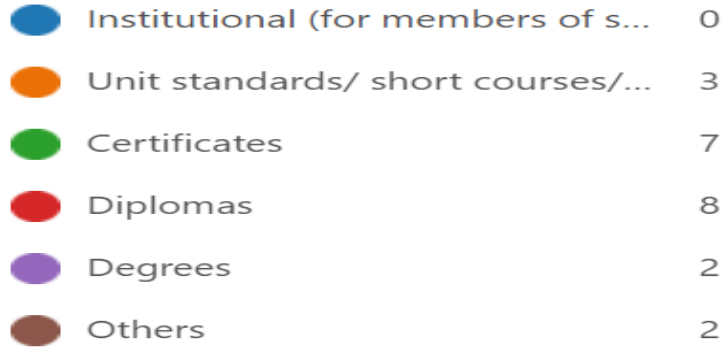 Institutional (for members of s... 0
Unit standards/ short courses/... 3
Certificates 7
Diplomas 8
Degrees 2
Others 2